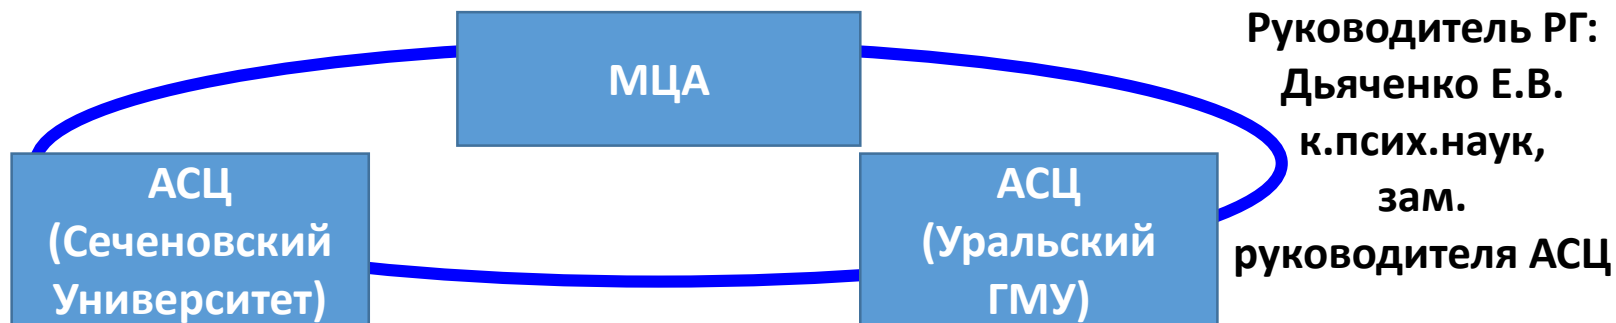 МЦА
АСЦ
(Сеченовский
Университет)
АСЦ
(Уральский
ГМУ)
Руководитель РГ:
Дьяченко Е.В.
к.псих.наук,
зам.
руководителя АСЦ